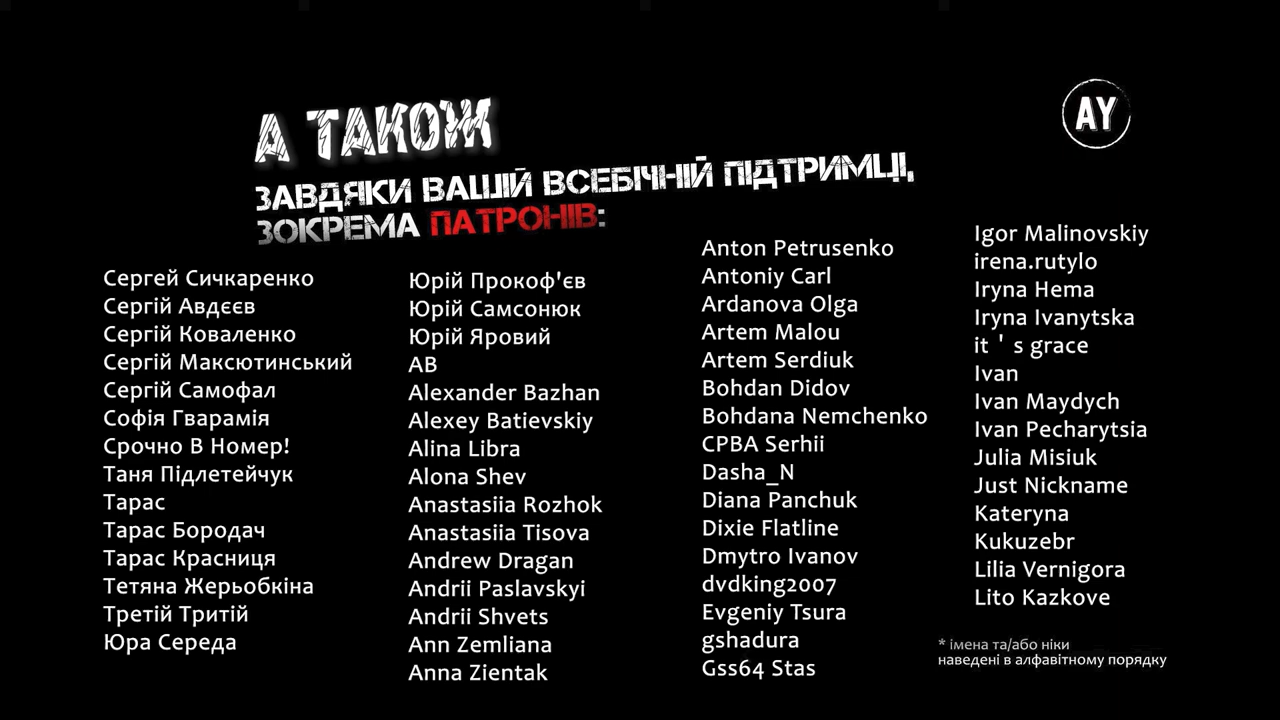 А ТАКОЖ
ЗАВДЯКИ ВАШІЙ ВСЕБІЧНІЙ ПІДТРИМЦІ,
ЗОКРЕМА ПАТРОНІВ:
АУ
Сергей Сичкаренко
Сергій Авдєєв
Сергій Коваленко
Сергій Максютинський
Сергій Самофал
Софія Гварамія
Срочно В Номер!
Таня Підлетейчук
Тарас
Тарас Бородач
Тарас Красниця
Тетяна Жерьобкіна
Третій Тритій
Юра Середа
Юрій Прокоф'єв
Юрій Самсонюк
Юрій Яровий
AB
Alexander Bazhan
Alexey Batievskiy
Alina Libra
Alona Shev
Anastasiia Rozhok
Anastasiia Tisova
Andrew Dragan
Andrii Paslavskyi
Andrii Shvets
Ann Zemliana
Anna Zientak
Anton Petrusenko
Antoniy Carl
Ardanova Olga
Artem Malou
Artem Serdiuk
Bohdan Didov
Bohdana Nemchenko
CPBA Serhii
Dasha_N
Diana Panchuk
Dixie Flatline
Dmytro Ivanov
dvdking2007
Evgeniy Tsura
gshadura
Gss64 Stas
Igor Malinovskiy
irena.rutylo
Iryna Hema
Iryna Ivanytska
it ' s grace
Ivan
Ivan Maydych
Ivan Pecharytsia
Julia Misiuk
Just Nickname
Kateryna
Kukuzebr
Lilia Vernigora
Lito Kazkove
* імена та/або ніки
наведені в алфавітному порядку